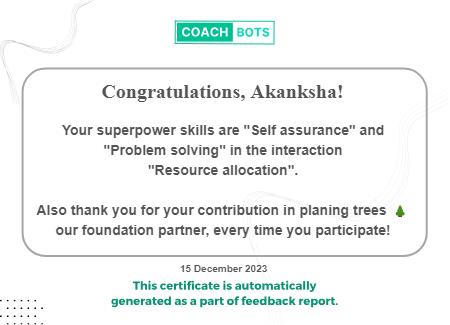 COACH BOTS
Congratulations, Akanksha!
Your superpower skills are "Self assurance" and
"Problem solving" in the interaction
"Resource allocation".
Also thank you for your contribution in planing trees 🌲
our foundation partner, every time you participate!
15 December 2023
This certificate is automatically
generated as a part of feedback report.